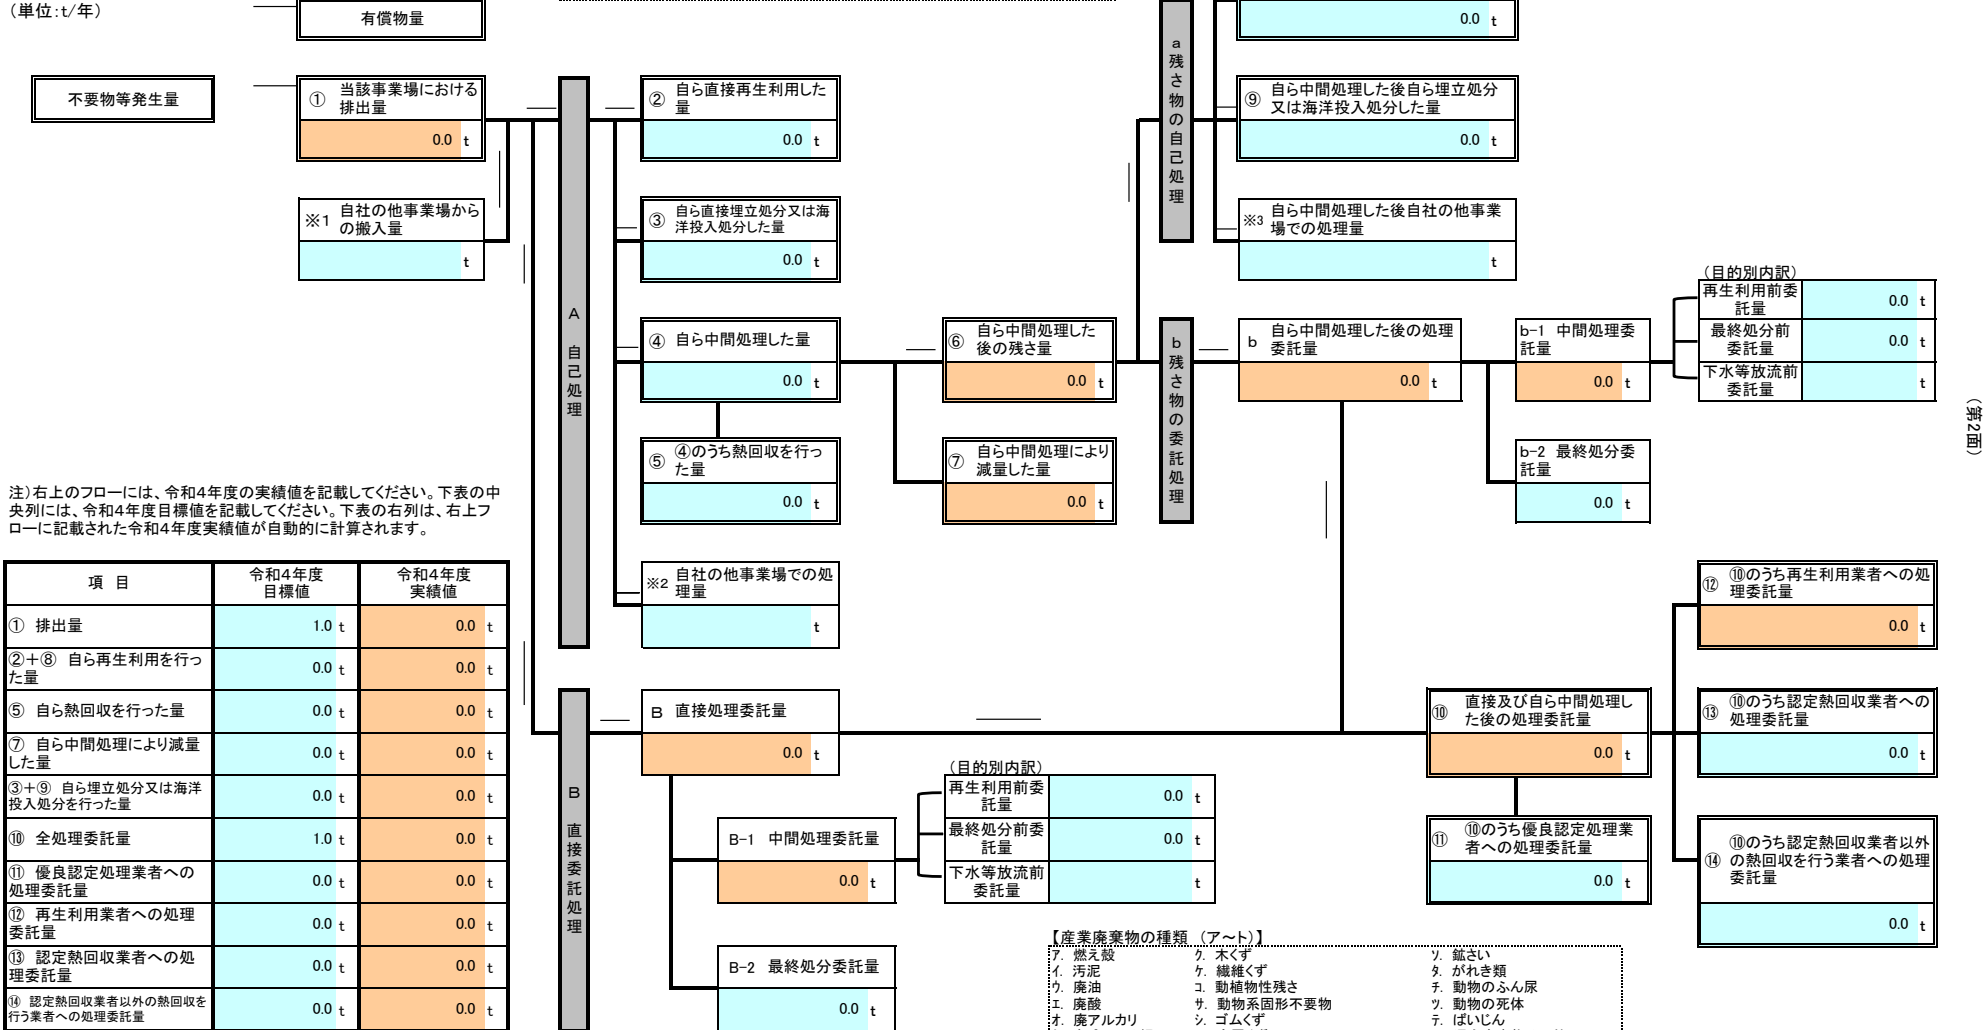 （単位：t/年）
有償物量
0.0 t
不要物等発生量
① 当該事業場における
排出量
0.0 t
※1 自社の他事業場から
の搬入量
t
A 自己処理
② 自ら直接再生利用した
量
0.0 t
③ 自ら直接埋立処分又は海
洋投入処分した量
0.0 t
④ 自ら中間処理した量
0.0 t
⑤ ④のうち熱回収を行っ
た量
0.0 t
※2 自社の他事業場での処
理量
t
⑥ 自ら中間処理した
後の残さ量
0.0 t
⑦ 自ら中間処理により
減量した量
0.0 t
a 残さ物の自己処理
⑨ 自ら中間処理した後自ら埋立処分
又は海洋投入処分した量
0.0 t
※3 自ら中間処理した後自社の他事業
場での処理量
t
b 残さ物の委託処理
b 自ら中間処理した後の処理
委託量
0.0 t
b-1 中間処理委
託量
0.0 t
b-2 最終処分委
託量
0.0 t
（目的別内訳）
再生利用前委
託量
0.0 t
最終処分前
委託量
0.0 t
下水等放流前
委託量
t
（第2面）
注）右上のフローには、令和4年度の実績値を記載してください。下表の中
央列には、令和4年度目標値を記載してください。下表の右列は、右上フ
ローに記載された令和4年度実績値が自動的に計算されます。
項 目 令和4年度
目標値 令和4年度
実績値
① 排出量 1.0 t 0.0 t
②＋⑧ 自ら再生利用を行っ
た量 0.0 t 0.0 t
⑤ 自ら熱回収を行った量 0.0 t 0.0 t
⑦ 自ら中間処理により減量
した量 0.0 t 0.0 t
③＋⑨ 自ら埋立処分又は海洋
投入処分を行った量 0.0 t 0.0 t
⑩ 全処理委託量 1.0 t 0.0 t
⑪ 優良認定処理業者への
処理委託量 0.0 t 0.0 t
⑫ 再生利用業者への処理
委託量 0.0 t 0.0 t
⑬ 認定熱回収業者への処
理委託量 0.0 t 0.0 t
⑭ 認定熱回収業者以外の熱回収を
行う業者への処理委託量 0.0 t 0.0 t
B 直接委託処理
B 直接処理委託量
0.0 t
B-1 中間処理委託量
0.0 t
B-2 最終処分委託量
0.0 t
（目的別内訳）
再生利用前委
託量
0.0 t
最終処分前委
託量
0.0 t
下水等放流前
委託量
t
⑩ 直接及び自ら中間処理し
た後の処理委託量
0.0 t
⑪ ⑩のうち優良認定処理業
者への処理委託量
0.0 t
⑫ ⑩のうち再生利用業者への処
理委託量
0.0 t
⑬ ⑩のうち認定熱回収業者への
処理委託量
0.0 t
⑭ ⑩のうち認定熱回収業者以外
の熱回収を行う業者への処理
委託量
0.0 t
【産業廃棄物の種類 （ア～ト）】
ア. 燃え殻 ク. 木くず ソ. 鉱さい
イ. 汚泥 ケ. 繊維くず タ. がれき類
ウ. 廃油 コ. 動植物性残さ チ. 動物のふん尿
エ. 廃酸 サ. 動物系固形不要物 ツ. 動物の死体
オ. 廃アルカリ シ. ゴムくず テ. ばいじん